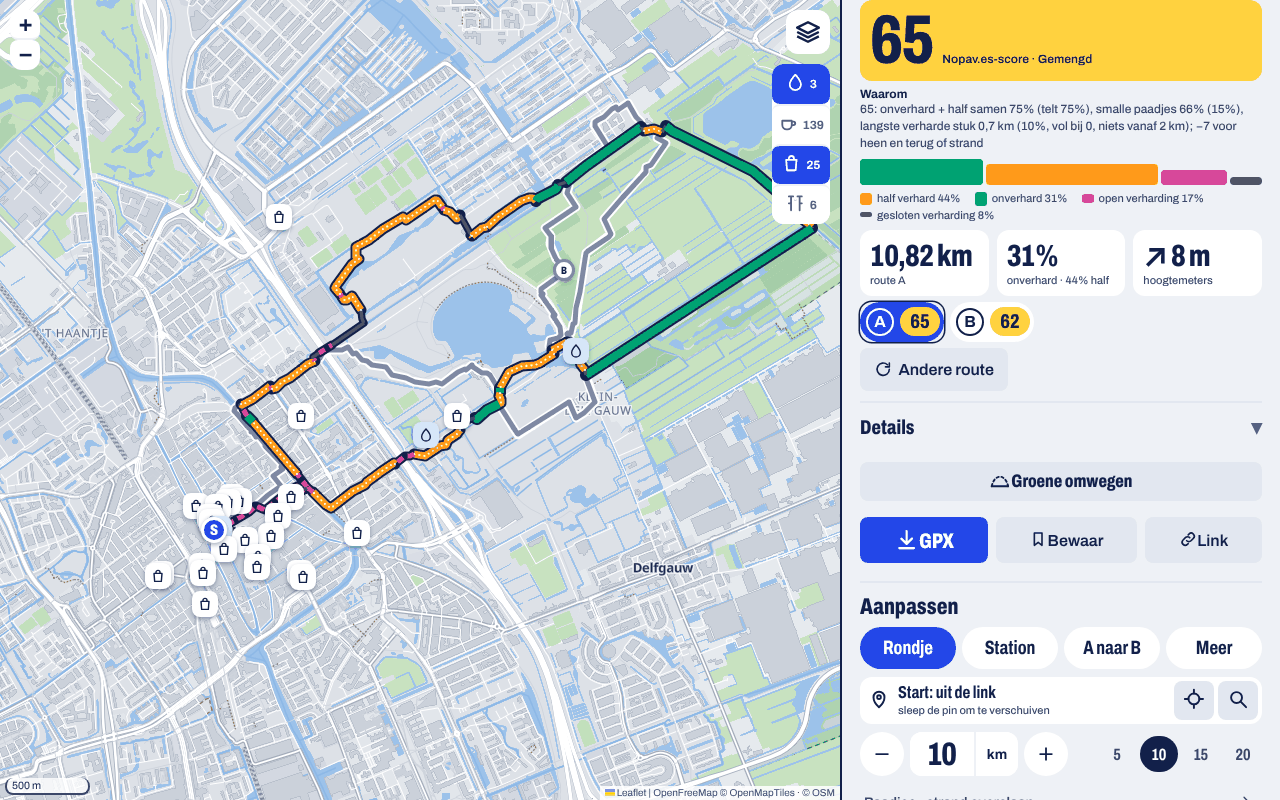 +
−
3
139
25
6
'T HAANTJE
B
KLEIN-
DELFGAUW
S
Delfgauw
500 m
Leaflet | OpenFreeMap © OpenMapTiles · © OSM
65 Nopav.es-score · Gemengd
Waarom
65: onverhard + half samen 75% (telt 75%), smalle paadjes 66% (15%),
langste verharde stuk 0,7 km (10%, vol bij 0, niets vanaf 2 km); −7 voor
heen en terug of strand
half verhard 44% onverhard 31% open verharding 17%
gesloten verharding 8%
10,82 km 31% 8 m
route A onverhard · 44% half hoogtemeters
A 65 B 62
Andere route
Details
Groene omwegen
GPX Bewaar Link
Aanpassen
Rondje Station A naar B Meer
Start: uit de link
sleep de pin om te verschuiven
− 10 km + 5 10 15 20